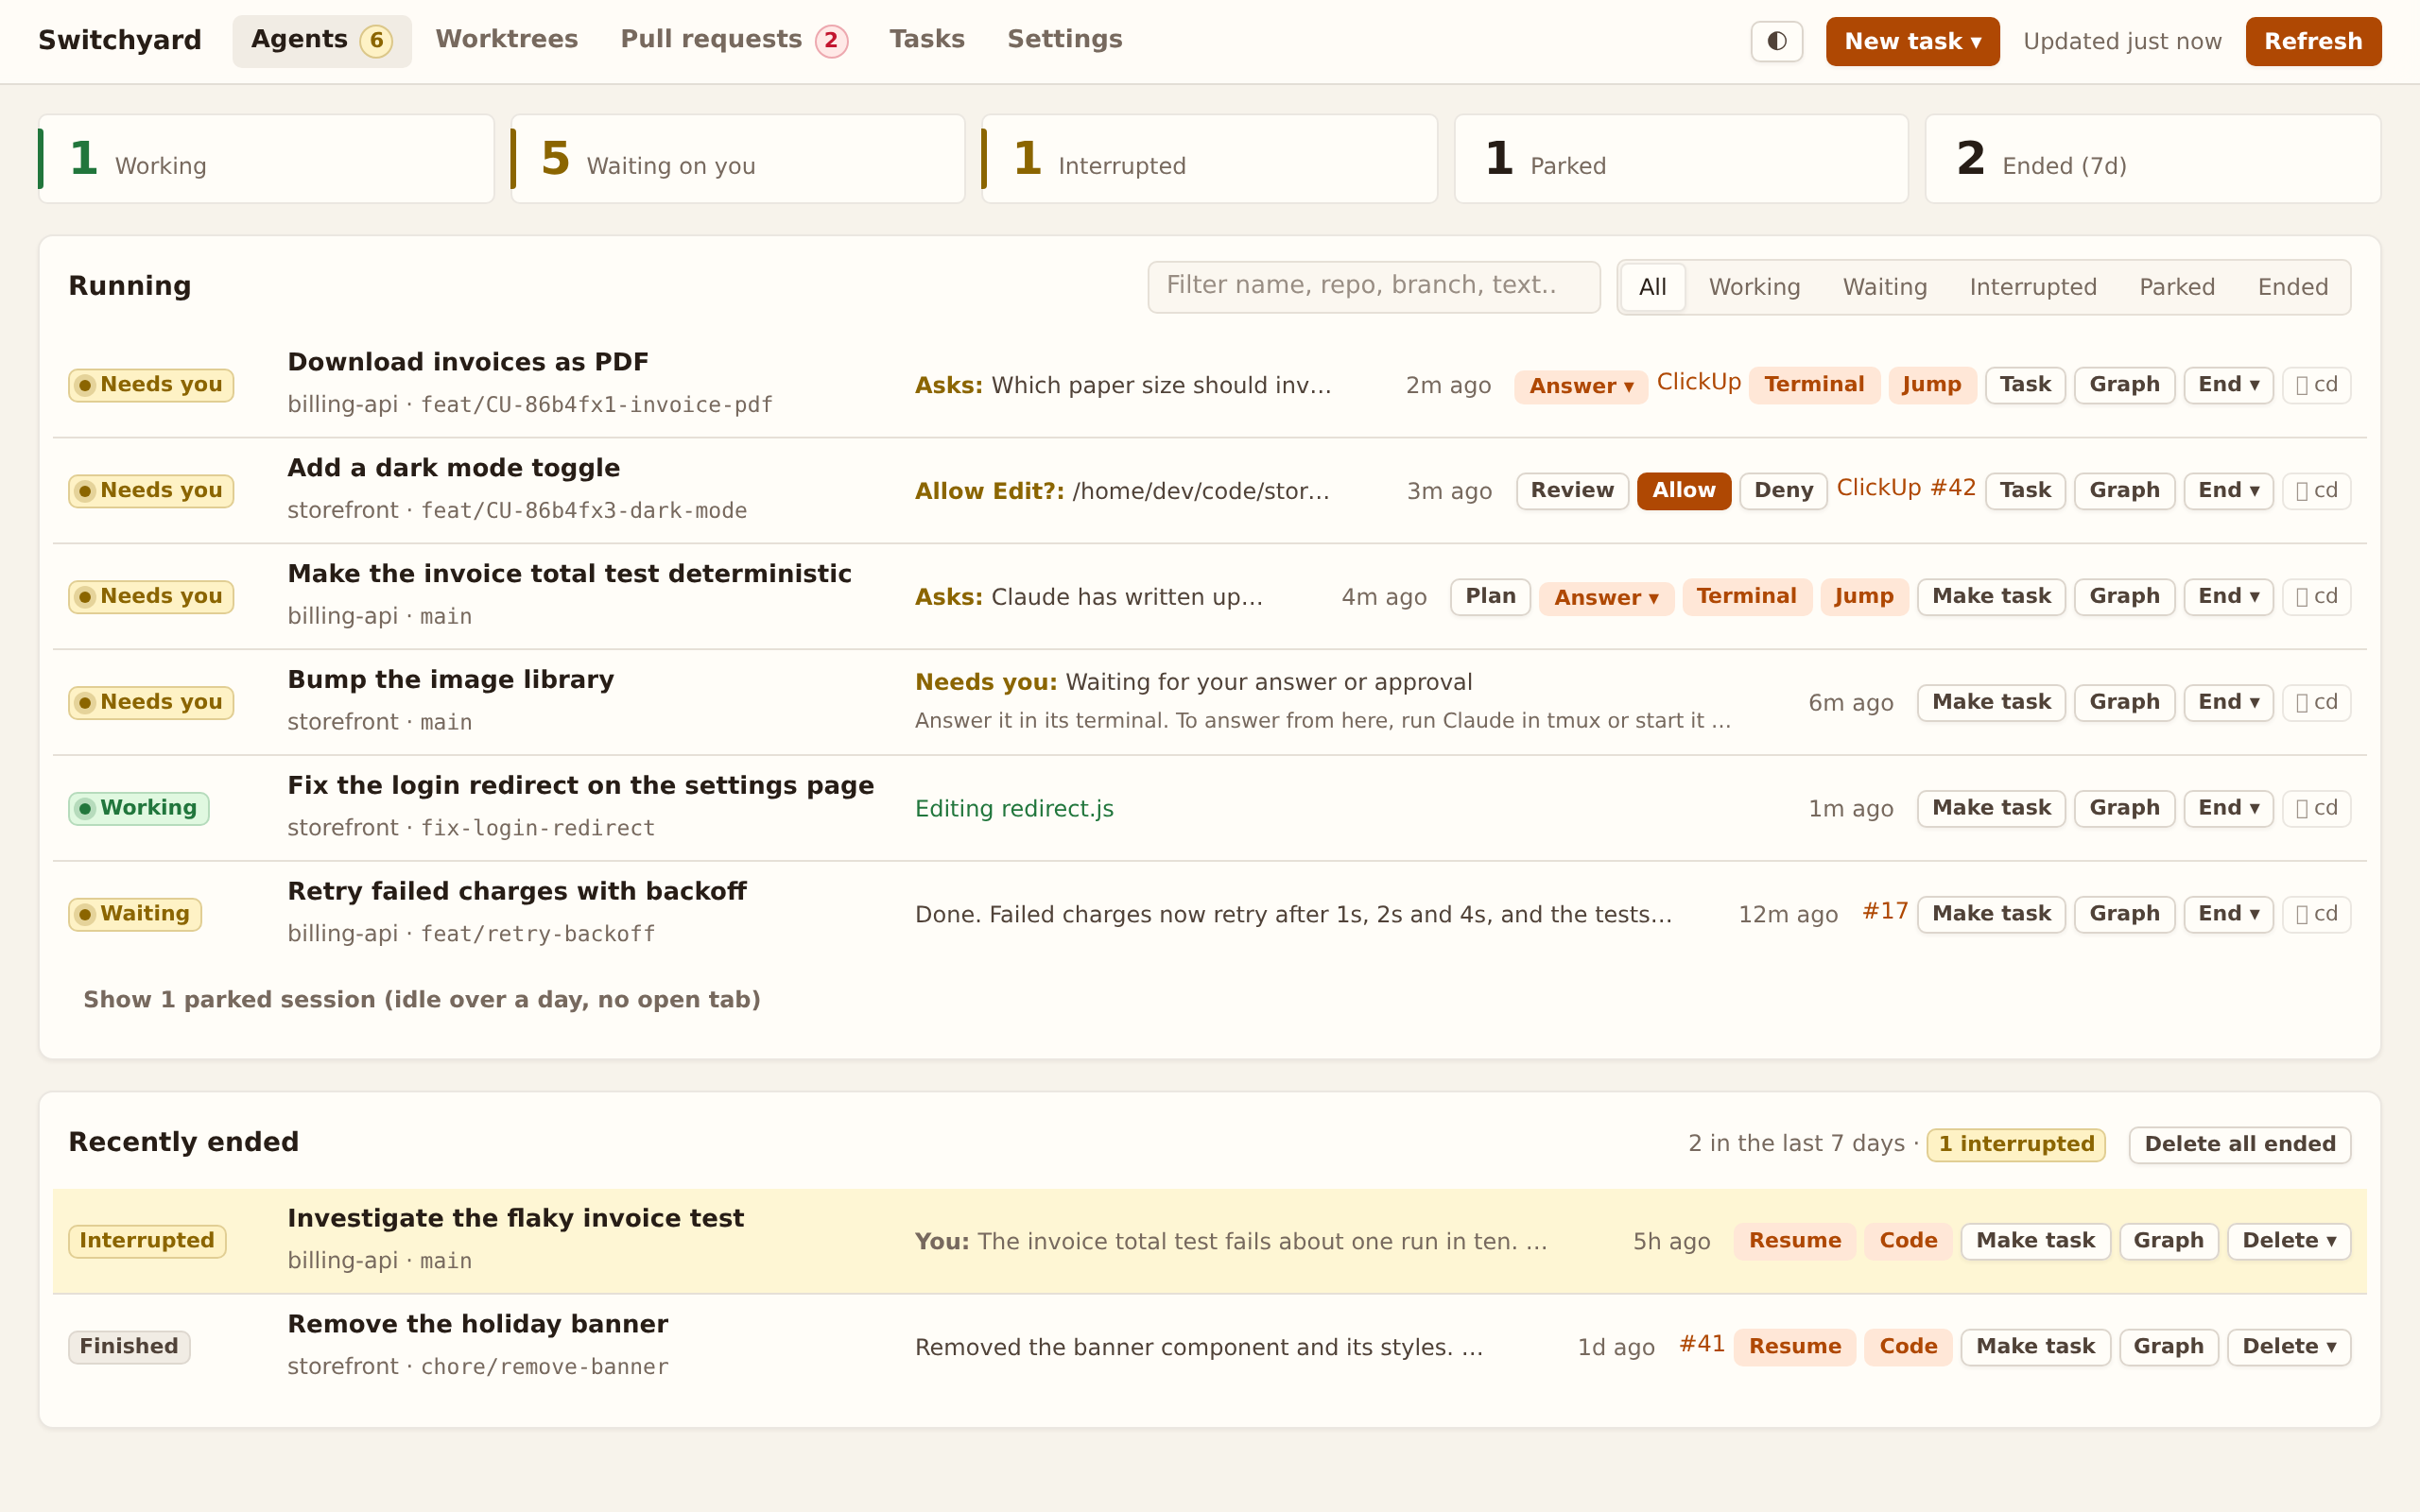 Switchyard Agents 6 Worktrees Pull requests 2 Tasks Settings New task ▾ Updated just now Refresh
1 Working 5 Waiting on you 1 Interrupted 1 Parked 2 Ended (7d)
Running Filter name, repo, branch, text.. All Working Waiting Interrupted Parked Ended
Needs you Download invoices as PDF
billing-api · feat/CU-86b4fx1-invoice-pdf
Asks: Which paper size should inv… 2m ago Answer ▾ ClickUp Terminal Jump Task Graph End ▾ cd
Needs you Add a dark mode toggle
storefront · feat/CU-86b4fx3-dark-mode
Allow Edit?: /home/dev/code/stor… 3m ago Review Allow Deny ClickUp #42 Task Graph End ▾ cd
Needs you Make the invoice total test deterministic
billing-api · main
Asks: Claude has written up… 4m ago Plan Answer ▾ Terminal Jump Make task Graph End ▾ cd
Needs you Bump the image library
storefront · main
Needs you: Waiting for your answer or approval
Answer it in its terminal. To answer from here, run Claude in tmux or start it …
6m ago Make task Graph End ▾ cd
Working Fix the login redirect on the settings page
storefront · fix-login-redirect
Editing redirect.js 1m ago Make task Graph End ▾ cd
Waiting Retry failed charges with backoff
billing-api · feat/retry-backoff
Done. Failed charges now retry after 1s, 2s and 4s, and the tests… 12m ago #17 Make task Graph End ▾ cd
Show 1 parked session (idle over a day, no open tab)
Recently ended 2 in the last 7 days · 1 interrupted Delete all ended
Interrupted Investigate the flaky invoice test
billing-api · main
You: The invoice total test fails about one run in ten. … 5h ago Resume Code Make task Graph Delete ▾
Finished Remove the holiday banner
storefront · chore/remove-banner
Removed the banner component and its styles. … 1d ago #41 Resume Code Make task Graph Delete ▾